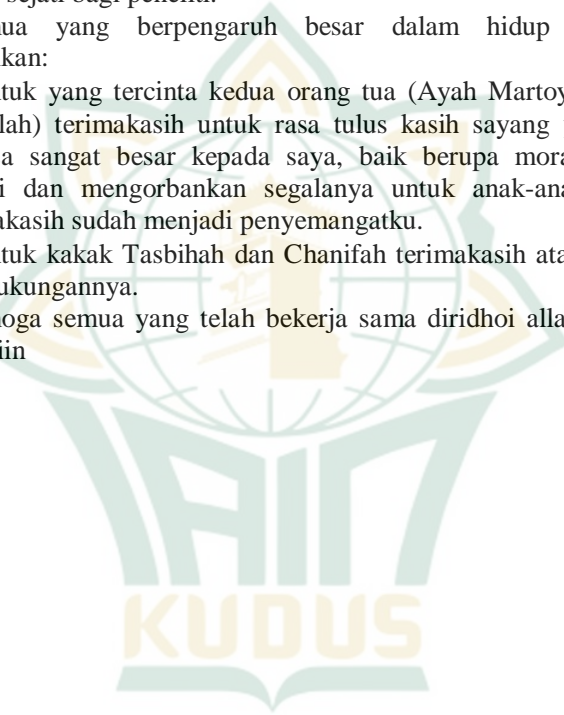 sejati bagi peneliti.
yang berpengaruh besar dalam hidup
tuk yang tercinta kedua orang tua (Ayah Martoy
lah) terimakasih untuk rasa tulus kasih sayang
a sangat besar kepada saya, baik berupa mora
i dan mengorbankan segalanya untuk anak-ana
akasih sudah menjadi penyemangatku.
tuk kakak Tasbihah dan Chanifah terimakasih ata
ukungannya.
oga semua yang telah bekerja sama diridhoi alla
iin
IAIN
KUDUS